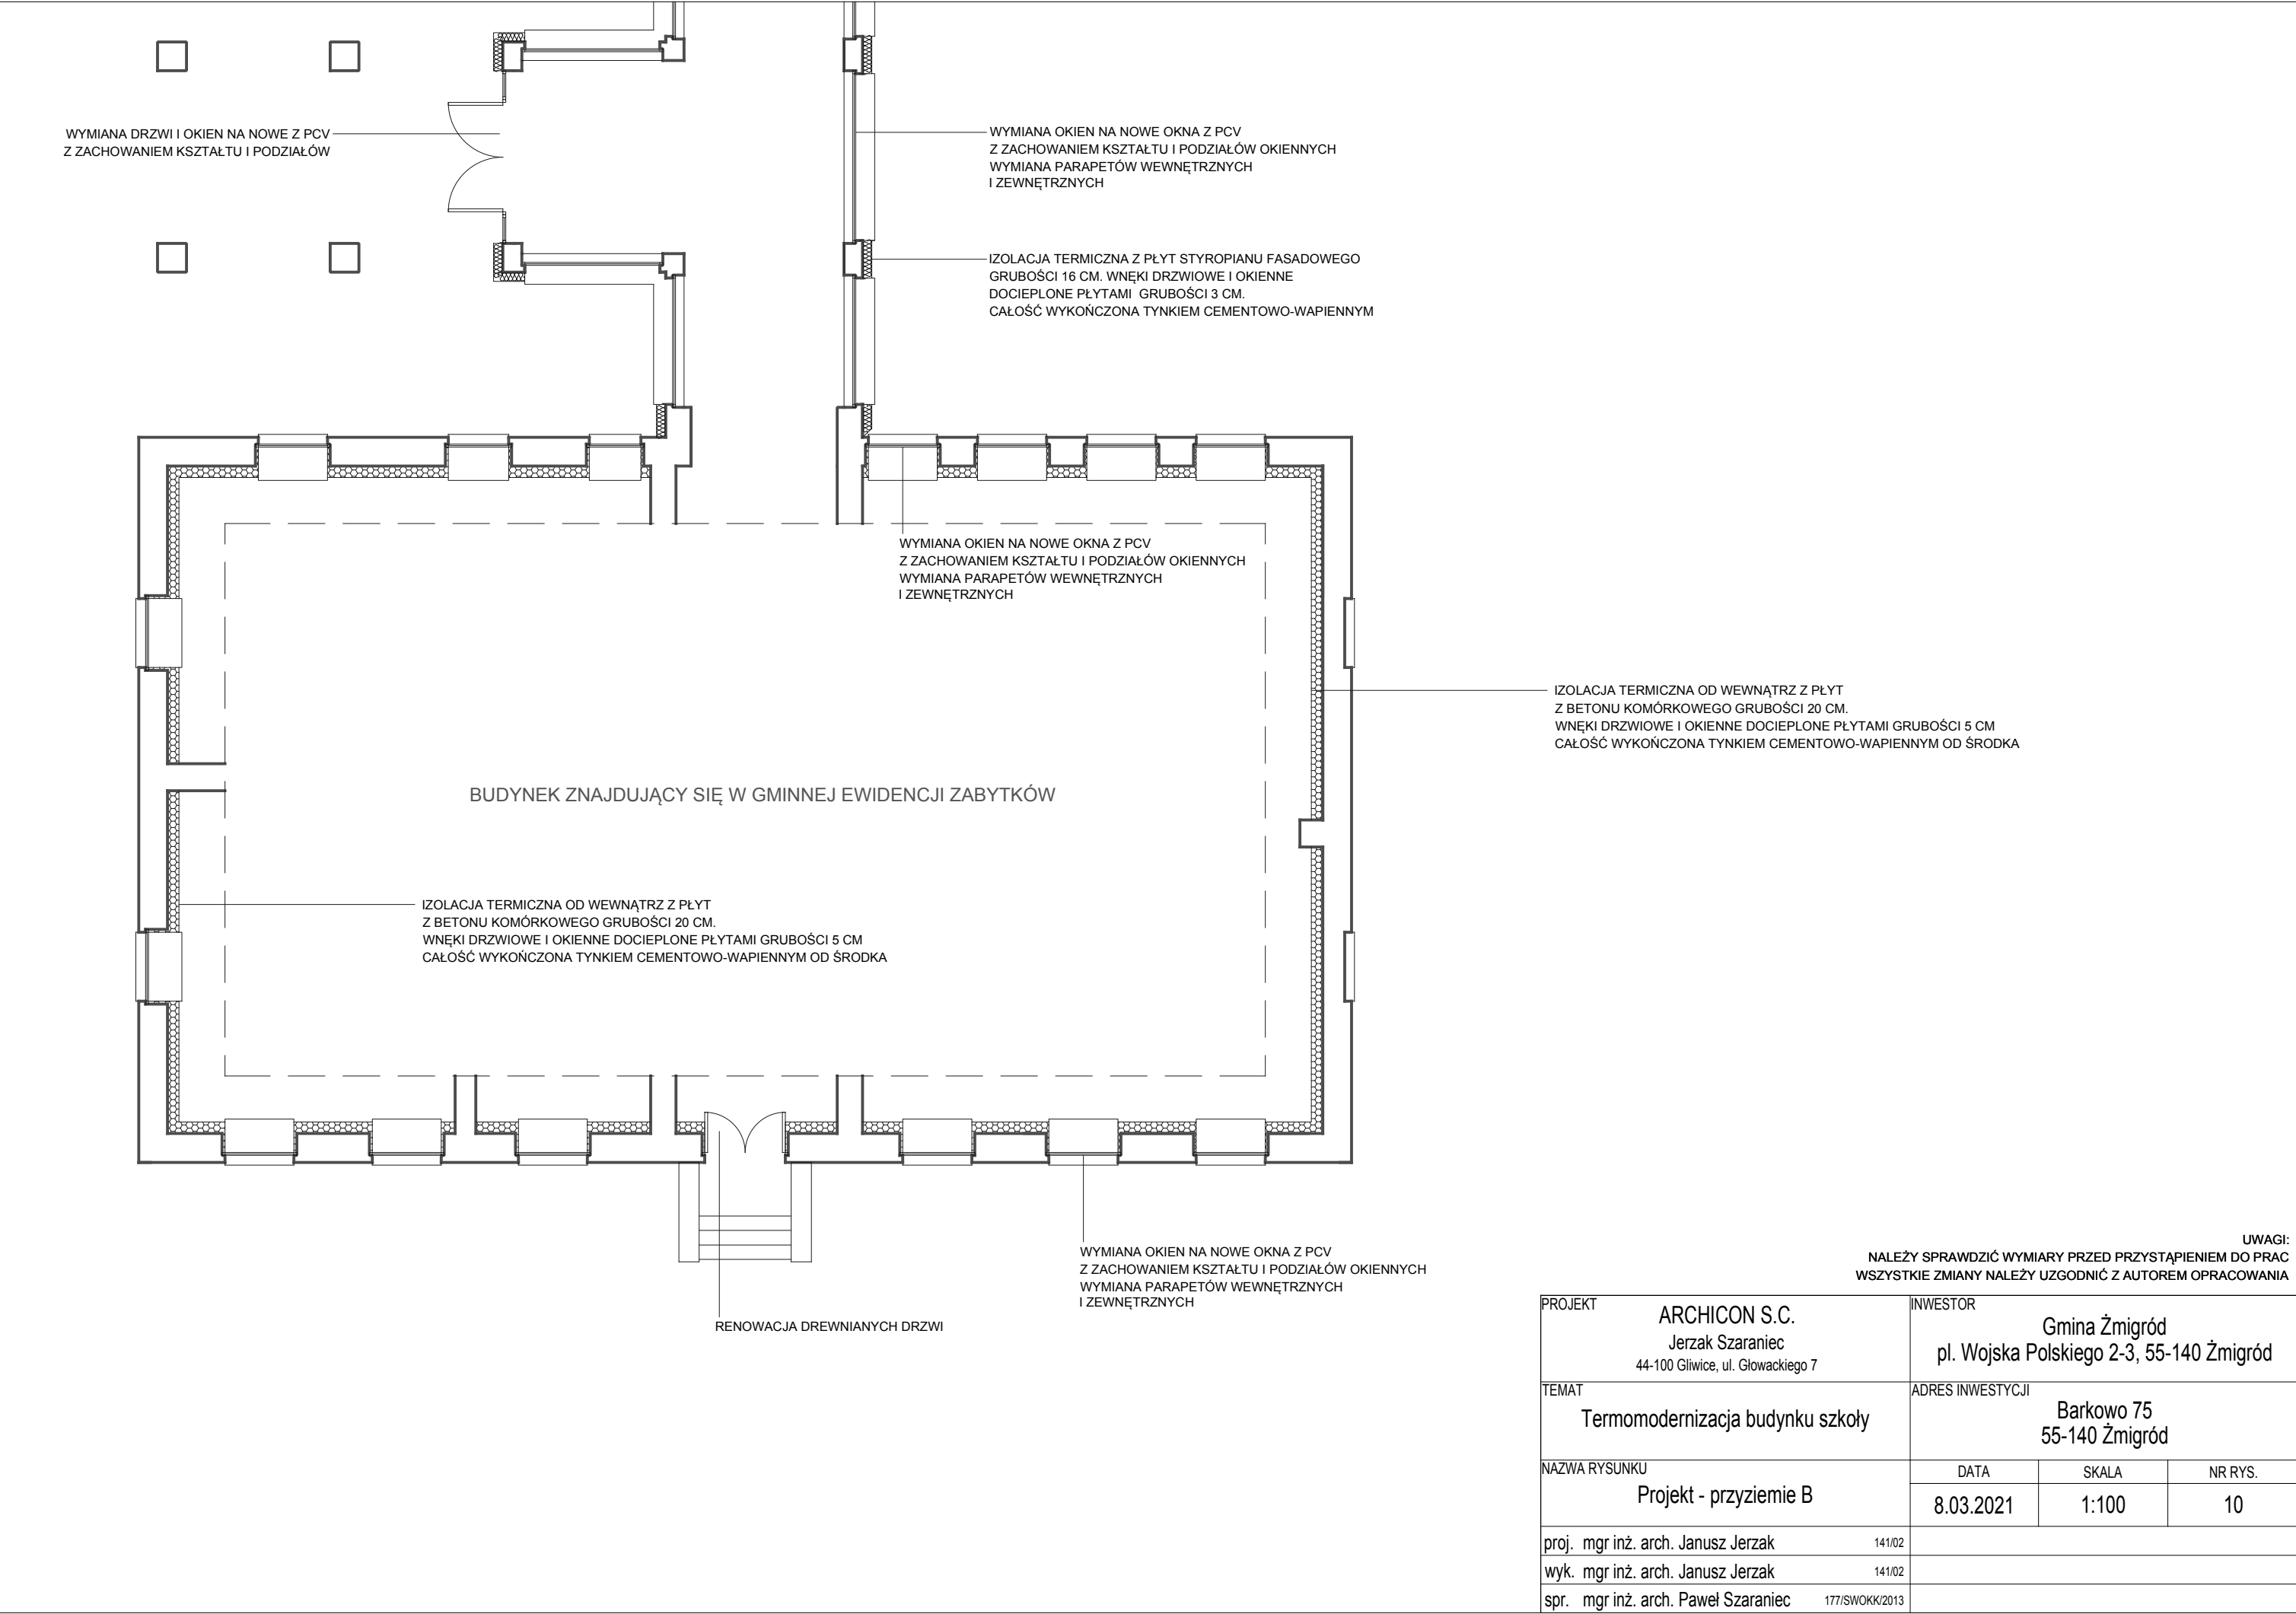 WYMIANA DRZWI I OKIEN NA NOWE Z PCV
Z ZACHOWANIEM KSZTAŁTU I PODZIAŁÓW
WYMIANA OKIEN NA NOWE OKNA Z PCV
Z ZACHOWANIEM KSZTAŁTU I PODZIAŁÓW OKIENNYCH
WYMIANA PARAPETÓW WEWNĘTRZNYCH
I ZEWNĘTRZNYCH
IZOLACJA TERMICZNA Z PŁYT STYROPIANU FASADOWEGO
GRUBOŚCI 16 CM. WNĘKI DRZWIOWE I OKIENNE
DOCIEPLONE PŁYTAMI GRUBOŚCI 3 CM.
CAŁOŚĆ WYKOŃCZONA TYNKIEM CEMENTOWO-WAPIENNYM
WYMIANA OKIEN NA NOWE OKNA Z PCV
Z ZACHOWANIEM KSZTAŁTU I PODZIAŁÓW OKIENNYCH
WYMIANA PARAPETÓW WEWNĘTRZNYCH
I ZEWNĘTRZNYCH
IZOLACJA TERMICZNA OD WEWNĄTRZ Z PŁYT
Z BETONU KOMÓRKOWEGO GRUBOŚCI 20 CM.
WNĘKI DRZWIOWE I OKIENNE DOCIEPLONE PŁYTAMI GRUBOŚCI 5 CM
CAŁOŚĆ WYKOŃCZONA TYNKIEM CEMENTOWO-WAPIENNYM OD ŚRODKA
BUDYNEK ZNAJDUJĄCY SIĘ W GMINNEJ EWIDENCJI ZABYTKÓW
IZOLACJA TERMICZNA OD WEWNĄTRZ Z PŁYT
Z BETONU KOMÓRKOWEGO GRUBOŚCI 20 CM.
WNĘKI DRZWIOWE I OKIENNE DOCIEPLONE PŁYTAMI GRUBOŚCI 5 CM
CAŁOŚĆ WYKOŃCZONA TYNKIEM CEMENTOWO-WAPIENNYM OD ŚRODKA
WYMIANA OKIEN NA NOWE OKNA Z PCV
Z ZACHOWANIEM KSZTAŁTU I PODZIAŁÓW OKIENNYCH
WYMIANA PARAPETÓW WEWNĘTRZNYCH
I ZEWNĘTRZNYCH
RENOWACJA DREWNIANYCH DRZWI
UWAGI:
NALEŻY SPRAWDZIĆ WYMIARY PRZED PRZYSTĄPIENIEM DO PRAC
WSZYSTKIE ZMIANY NALEŻY UZGODNIĆ Z AUTOREM OPRACOWANIA
PROJEKT
ARCHICON S.C.
Jerzak Szaraniec
44-100 Gliwice, ul. Głowackiego 7
INWESTOR
Gmina Żmigród
pl. Wojska Polskiego 2-3, 55-140 Żmigród
TEMAT
Termomodernizacja budynku szkoły
ADRES INWESTYCJI
Barkowo 75
55-140 Żmigród
NAZWA RYSUNKU
Projekt - przyziemie B
DATA SKALA NR RYS.
8.03.2021 1:100 10
proj. mgr inż. arch. Janusz Jerzak 141/02
wyk. mgr inż. arch. Janusz Jerzak 141/02
spr. mgr inż. arch. Paweł Szaraniec 177/SWOKK/2013